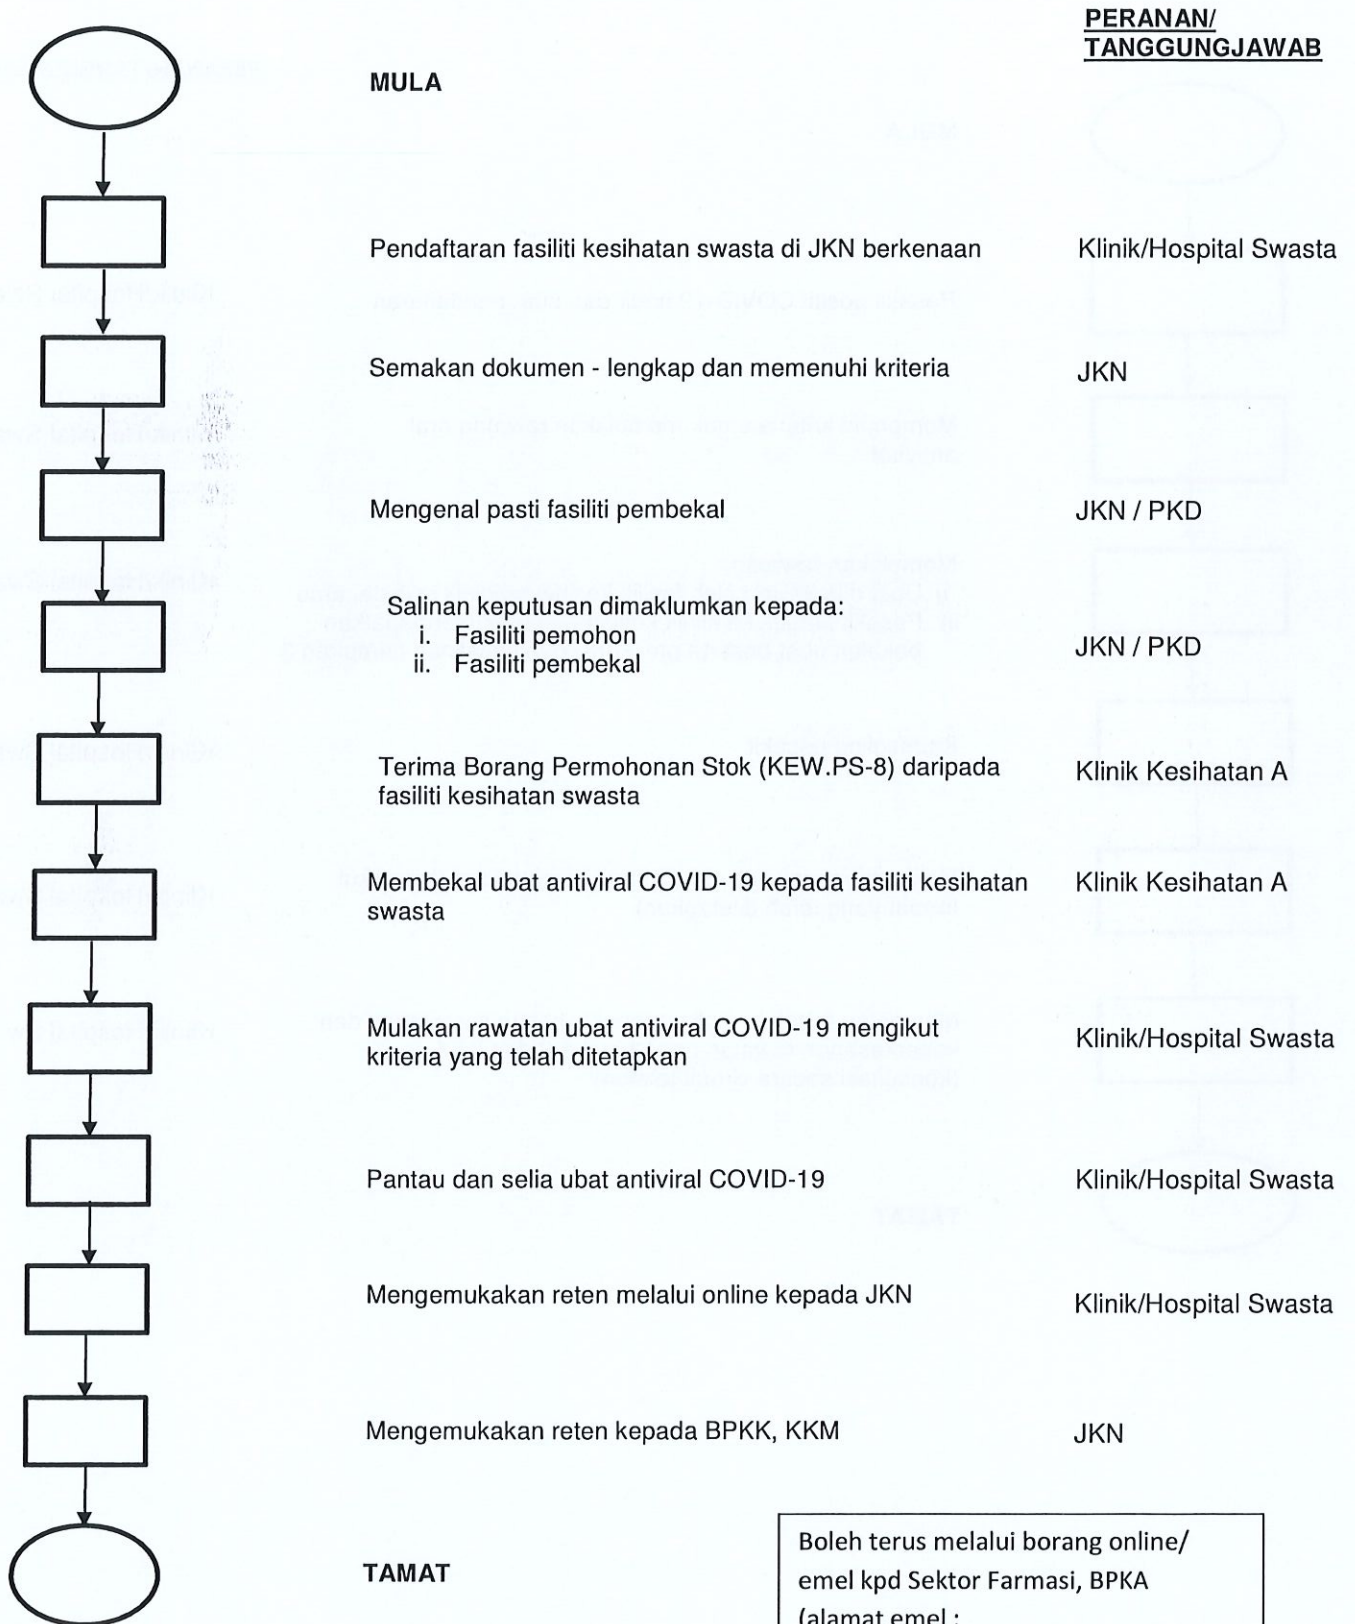 PERANAN/
TANGGUNGJAWAB
MULA
Pendaftaran fasiliti kesihatan swasta di JKN berkenaan
Klinik/Hospital Swasta
Semakan dokumen - lengkap dan memenuhi kriteria
JKN
Mengenal pasti fasiliti pembekal
JKN / PKD
Salinan keputusan dimaklumkan kepada:
i. Fasiliti pemohon
ii. Fasiliti pembekal
JKN / PKD
Terima Borang Permohonan Stok (KEW.PS-8) daripada
fasiliti kesihatan swasta
Klinik Kesihatan A
Membekal ubat antiviral COVID-19 kepada fasiliti kesihatan
swasta
Klinik Kesihatan A
Mulakan rawatan ubat antiviral COVID-19 mengikut
kriteria yang telah ditetapkan
Klinik/Hospital Swasta
Pantau dan selia ubat antiviral COVID-19
Klinik/Hospital Swasta
Mengemukakan reten melalui online kepada JKN
Klinik/Hospital Swasta
Mengemukakan reten kepada BPKK, KKM
JKN
TAMAT
Boleh terus melalui borang online/
emel kpd Sektor Farmasi, BPKA
(alamat emel :